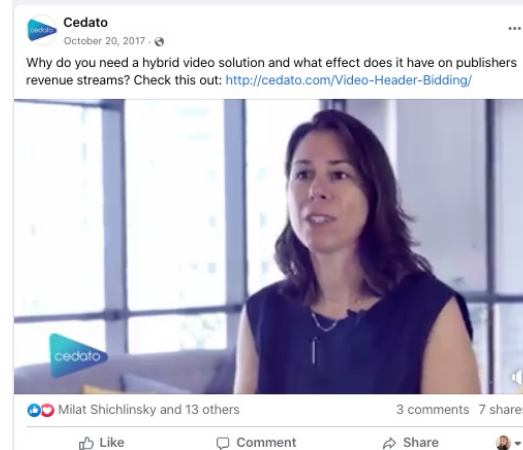 Cedato
October 20, 2017 ·
Why do you need a hybrid video solution and what effect does it have on publishers
revenue streams? Check this out: http://cedato.com/Video-Header-Bidding/
cedato
Milat Shichlinsky and 13 others 3 comments 7 shares
Like Comment Share